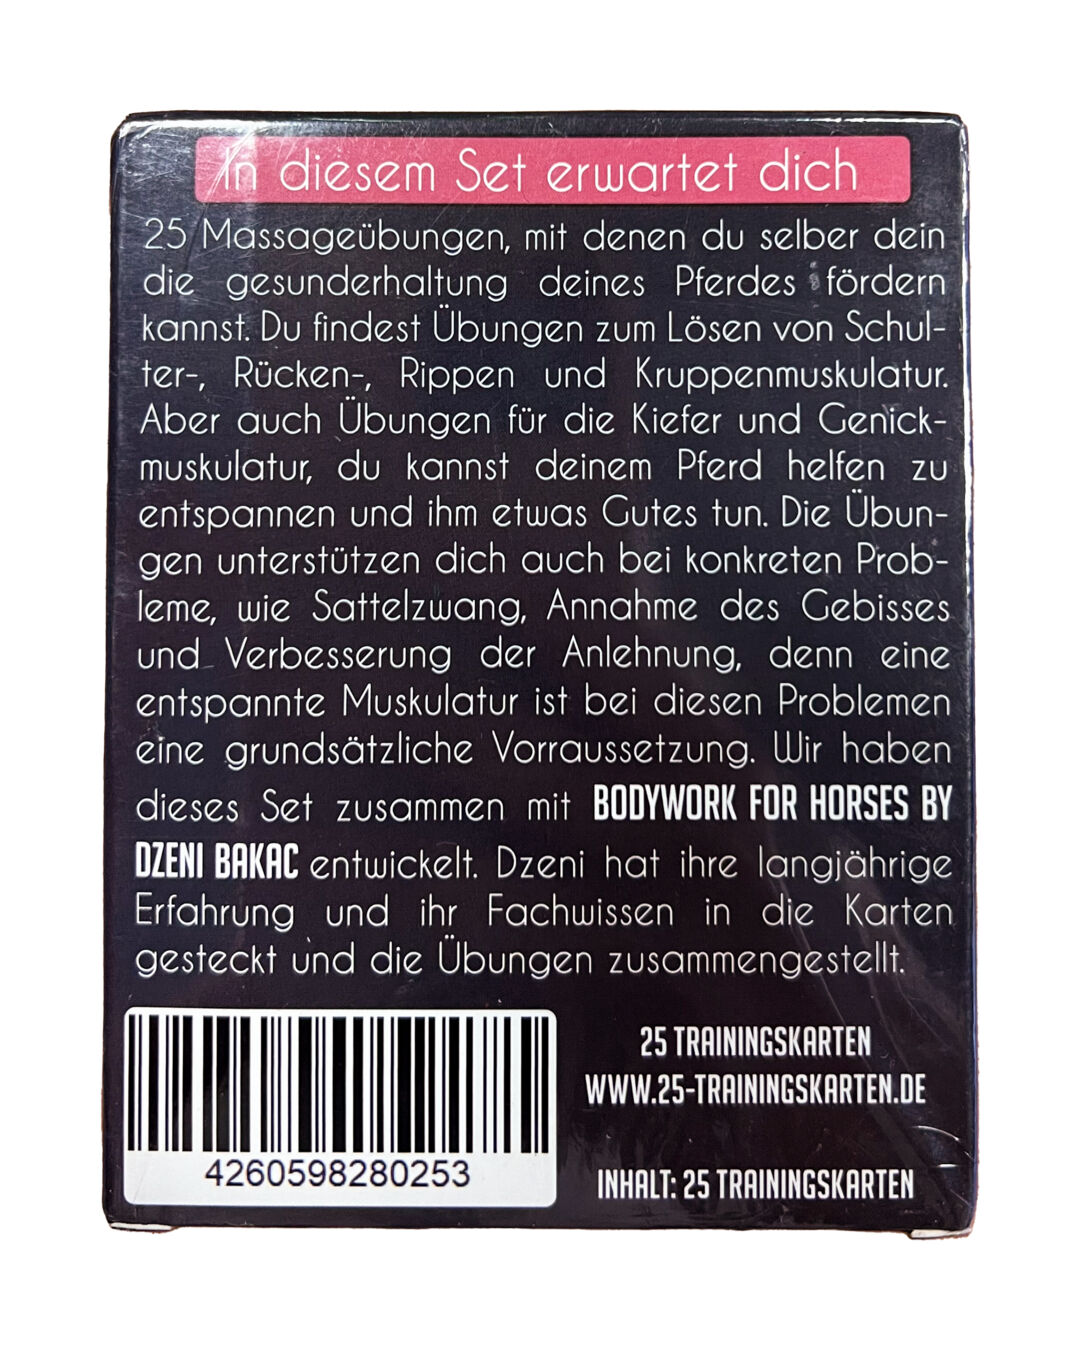 In diesem Set erwartet dich
25 Massageübungen, mit denen du selber dein
die gesunderhaltung deines Pferdes fördern
kannst. Du findest Übungen zum Lösen von Schul-
ter-, Rücken-, Rippen und Kruppenmuskulatur.
Aber auch Übungen für die Kiefer und Genick-
muskulatur, du kannst deinem Pferd helfen zu
entspannen und ihm etwas Gutes tun. Die Übun-
gen unterstützen dich auch bei konkreten Prob-
leme, wie Sattelzwang, Annahme des Gebisses
und Verbesserung der Anlehnung, denn eine
entspannte Muskulatur ist bei diesen Problemen
eine grundsätzliche Vorraussetzung. Wir haben
dieses Set zusammen mit BODYWORK FOR HORSES BY
DZENI BAKAC entwickelt. Dzeni hat ihre langjährige
Erfahrung und ihr Fachwissen in die Karten
gesteckt und die Übungen zusammengestellt.
4260598280253
25 TRAININGSKARTEN
WWW.25-TRAININGSKARTEN.DE
INHALT: 25 TRAININGSKARTEN